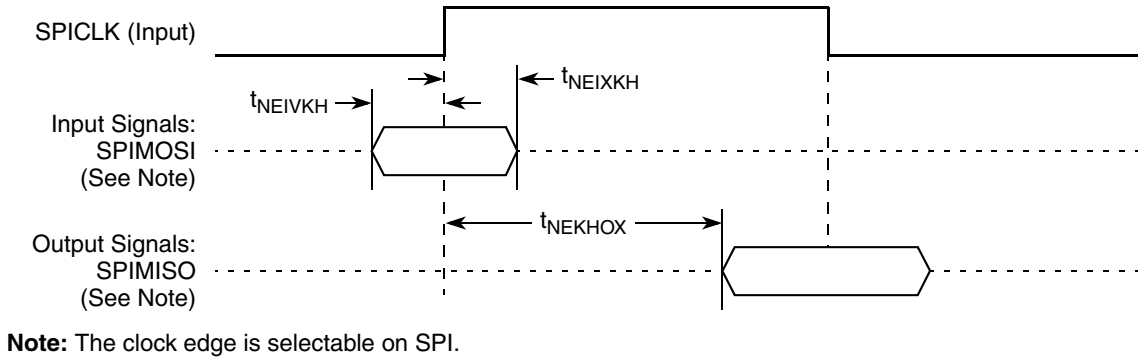 SPICLK (Input)
tNEIXKH
tNEIVKH
Input Signals:
SPIMOSI
(See Note)
tNEKHOX
Output Signals:
SPIMISO
(See Note)
Note: The clock edge is selectable on SPI.